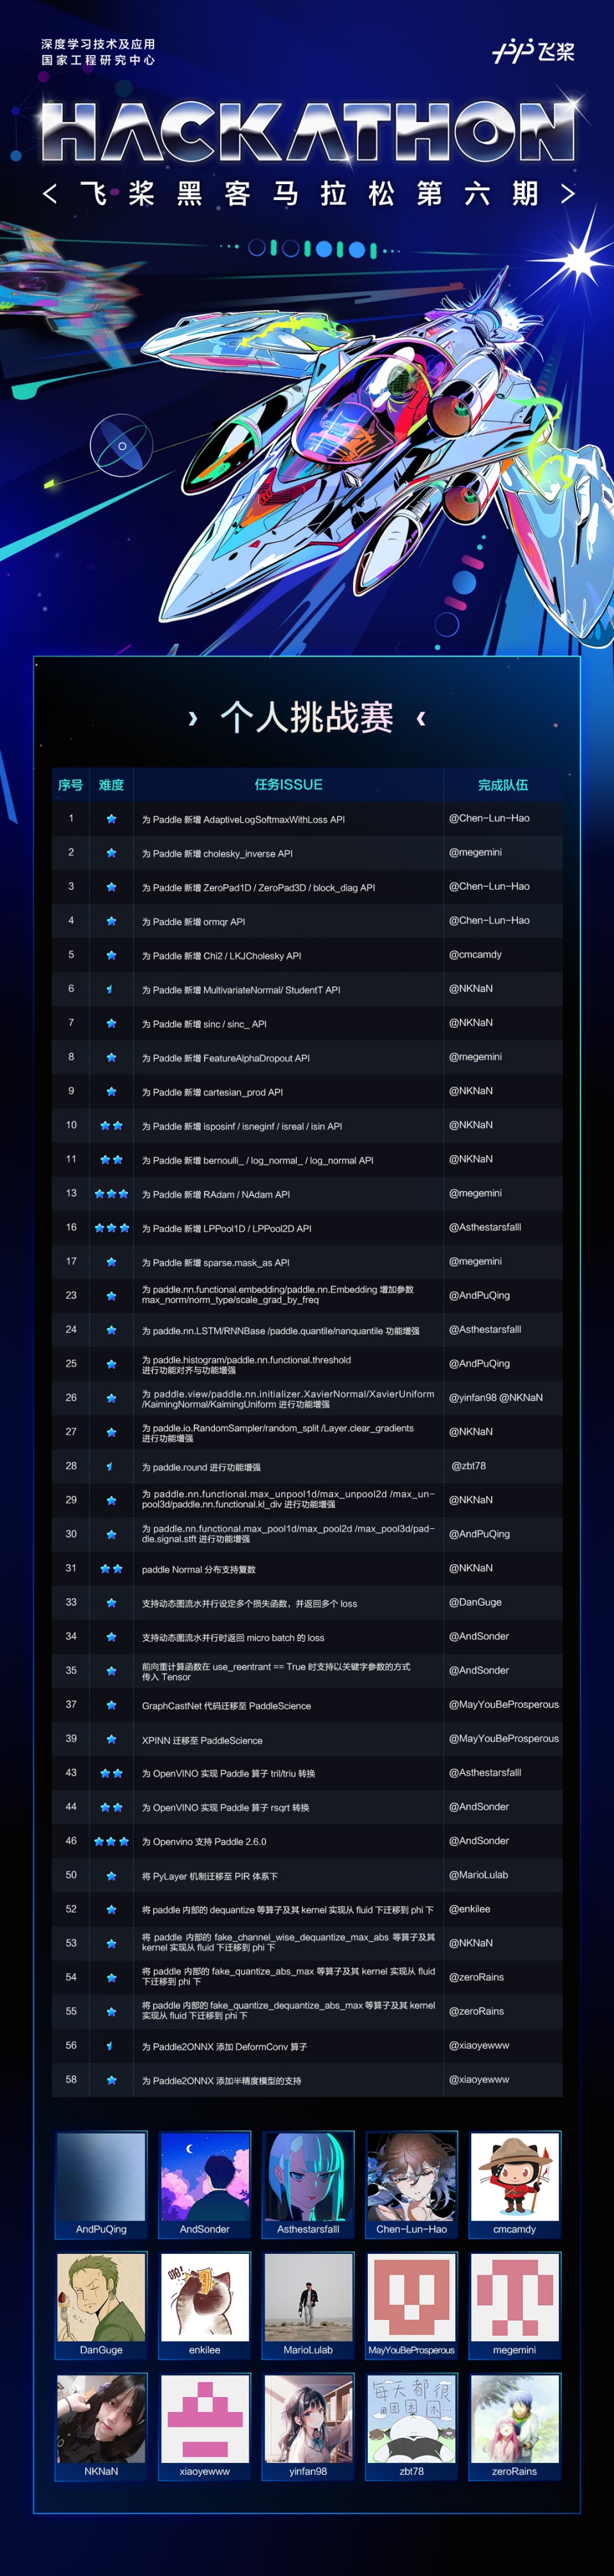 深度学习技术及应用
国家工程研究中心
飞桨
HACKATHON
< 飞桨黑客马拉松第六期 >
个人挑战赛
序号 难度 任务ISSUE 完成队伍
1 为 Paddle 新增 AdaptiveLogSoftmaxWithLoss API @Chen-Lun-Hao
2 为 Paddle 新增 cholesky_inverse API @megemini
3 为 Paddle 新增 ZeroPad1D / ZeroPad3D / block_diag API @Chen-Lun-Hao
4 为 Paddle 新增 ormqr API @Chen-Lun-Hao
5 为 Paddle 新增 Chi2 / LKJCholesky API @cmcamdy
6 为 Paddle 新增 MultivariateNormal/ StudentT API @NKNaN
7 为 Paddle 新增 sinc / sinc_ API @NKNaN
8 为 Paddle 新增 FeatureAlphaDropout API @megemini
9 为 Paddle 新增 cartesian_prod API @NKNaN
10 为 Paddle 新增 isposinf / isneginf / isreal / isin API @NKNaN
11 为 Paddle 新增 bernoulli_ / log_normal_ / log_normal API @NKNaN
13 为 Paddle 新增 RAdam / NAdam API @megemini
16 为 Paddle 新增 LPPool1D / LPPool2D API @Asthestarsfalll
17 为 Paddle 新增 sparse.mask_as API @megemini
23 为 paddle.nn.functional.embedding/paddle.nn.Embedding 增加参数 @AndPuQing
max_norm/norm_type/scale_grad_by_freq
24 为 paddle.nn.LSTM/RNNBase /paddle.quantile/nanquantile 功能增强 @Asthestarsfalll
25 为 paddle.histogram/paddle.nn.functional.threshold @AndPuQing
进行功能对齐与功能增强
26 为 paddle.view/paddle.nn.initializer.XavierNormal/XavierUniform @yinfan98 @NKNaN
/KaimingNormal/KaimingUniform 进行功能增强
27 为 paddle.io.RandomSampler/random_split /Layer.clear_gradients @NKNaN
进行功能增强
28 为 paddle.round 进行功能增强 @zbt78
29 为 paddle.nn.functional.max_unpool1d/max_unpool2d /max_un- @NKNaN
pool3d/paddle.nn.functional.kl_div 进行功能增强
30 为 paddle.nn.functional.max_pool1d/max_pool2d /max_pool3d/pad- @AndPuQing
dle.signal.stft 进行功能增强
31 paddle Normal 分布支持复数 @NKNaN
33 支持动态图流水并行设定多个损失函数，并返回多个 loss @DanGuge
34 支持动态图流水并行时返回 micro batch 的 loss @AndSonder
35 前向重计算函数在 use_reentrant == True 时支持以关键字参数的方式 @AndSonder
传入 Tensor
37 GraphCastNet 代码迁移至 PaddleScience @MayYouBeProsperous
39 XPINN 迁移至 PaddleScience @MayYouBeProsperous
43 为 OpenVINO 实现 Paddle 算子 tril/triu 转换 @Asthestarsfalll
44 为 OpenVINO 实现 Paddle 算子 rsqrt 转换 @AndSonder
46 为 Openvino 支持 Paddle 2.6.0 @AndSonder
50 将 PyLayer 机制迁移至 PIR 体系下 @MarioLulab
52 将 paddle 内部的 dequantize 等算子及其 kernel 实现从 fluid 下迁移到 phi 下 @enkilee
53 将 paddle 内部的 fake_channel_wise_dequantize_max_abs 等算子及其 @NKNaN
kernel 实现从 fluid 下迁移到 phi 下
54 将 paddle 内部的 fake_quantize_abs_max 等算子及其 kernel 实现从 fluid @zeroRains
下迁移到 phi 下
55 将 paddle 内部的 fake_quantize_dequantize_abs_max 等算子及其 kernel @zeroRains
实现从 fluid 下迁移到 phi 下
56 为 Paddle2ONNX 添加 DeformConv 算子 @xiaoyewww
58 为 Paddle2ONNX 添加半精度模型的支持 @xiaoyewww
AndPuQing AndSonder Asthestarsfalll Chen-Lun-Hao cmcamdy
DanGuge enkilee MarioLulab MayYouBeProsperous megemini
每天都很
困困困
NKNaN xiaoyewww yinfan98 zbt78 zeroRains